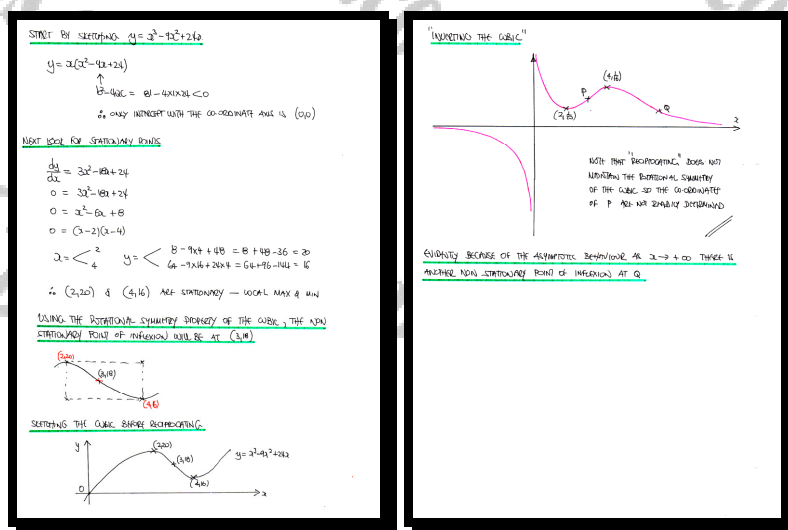 START BY SKETCHING y = x³-9x²+24x
y = x(x²-9x+24)
b²-4ac = 81-4×1×24 < 0
∴ ONLY INTERCEPT WITH THE CO-ORDINATE AXIS IS (0,0)
NEXT LOOK FOR STATIONARY POINTS
dy/dx = 3x²-18x+24
0 = 3x²-18x+24
0 = x²-6x+8
0 = (x-2)(x-4)
x = < 2 4 y = < 8-9×4+48 = 8+48-36 = 20
64-9×16+24×4 = 64+96-144 = 16
∴ (2,20) & (4,16) ARE STATIONARY — LOCAL MAX & MIN
USING THE ROTATIONAL SYMMETRY PROPERTY OF THE CUBIC, THE NON
STATIONARY POINT OF INFLEXION WILL BE AT (3,18)
(2,20)
(3,18)
(4,16)
SKETCHING THE CUBIC BEFORE RECIPROCATING
y
(2,20)
(3,18)
y = x³-9x²+24x
(4,16)
0
x
"INVERTING THE CUBIC"
P
Q
x
NOTE THAT "RECIPROCATING" DOES NOT
MAINTAIN THE ROTATIONAL SYMMETRY
OF THE CUBIC SO THE CO-ORDINATES
OF P ARE NOT READILY DETERMINED
EVIDENTLY BECAUSE OF THE ASYMPTOTIC BEHAVIOUR AS x → +∞ THERE IS
ANOTHER NON STATIONARY POINT OF INFLEXION AT Q